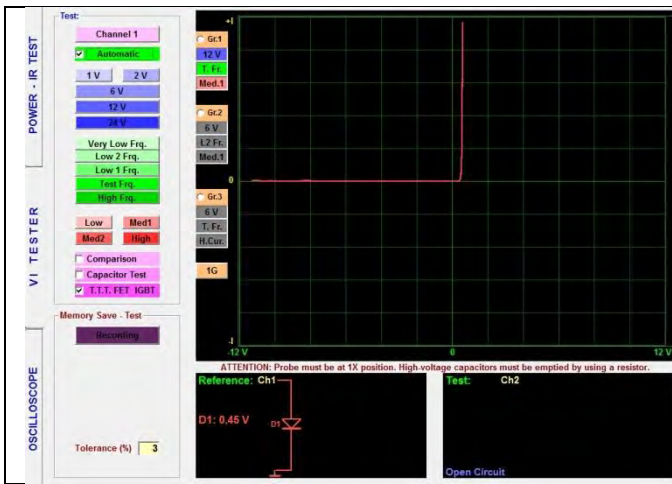 POWER - IR TEST
VI TESTER
OSCILLOSCOPE
Test:
Channel 1
Automatic
1 V 2 V
6 V
12 V
24 V
Very Low Frq.
Low 2 Frq.
Low 1 Frq.
Test Frq.
High Frq.
Low Med1
Med2 High
Comparison
Capacitor Test
T.T.T. FET IGBT
Memory Save - Test
Recording
Tolerance (%) 3
Gr.1
12 V
T. Fr.
Med.1
Gr.2
6 V
L2 Fr.
Med.1
Gr.3
6 V
T. Fr.
H.Cur.
1G
+I
0
-I
-12 V 0 12 V
ATTENTION: Probe must be at 1X position. High-voltage capacitors must be emptied by using a resistor.
Reference: Ch1
D1: 0,45 V D1
Test: Ch2
Open Circuit